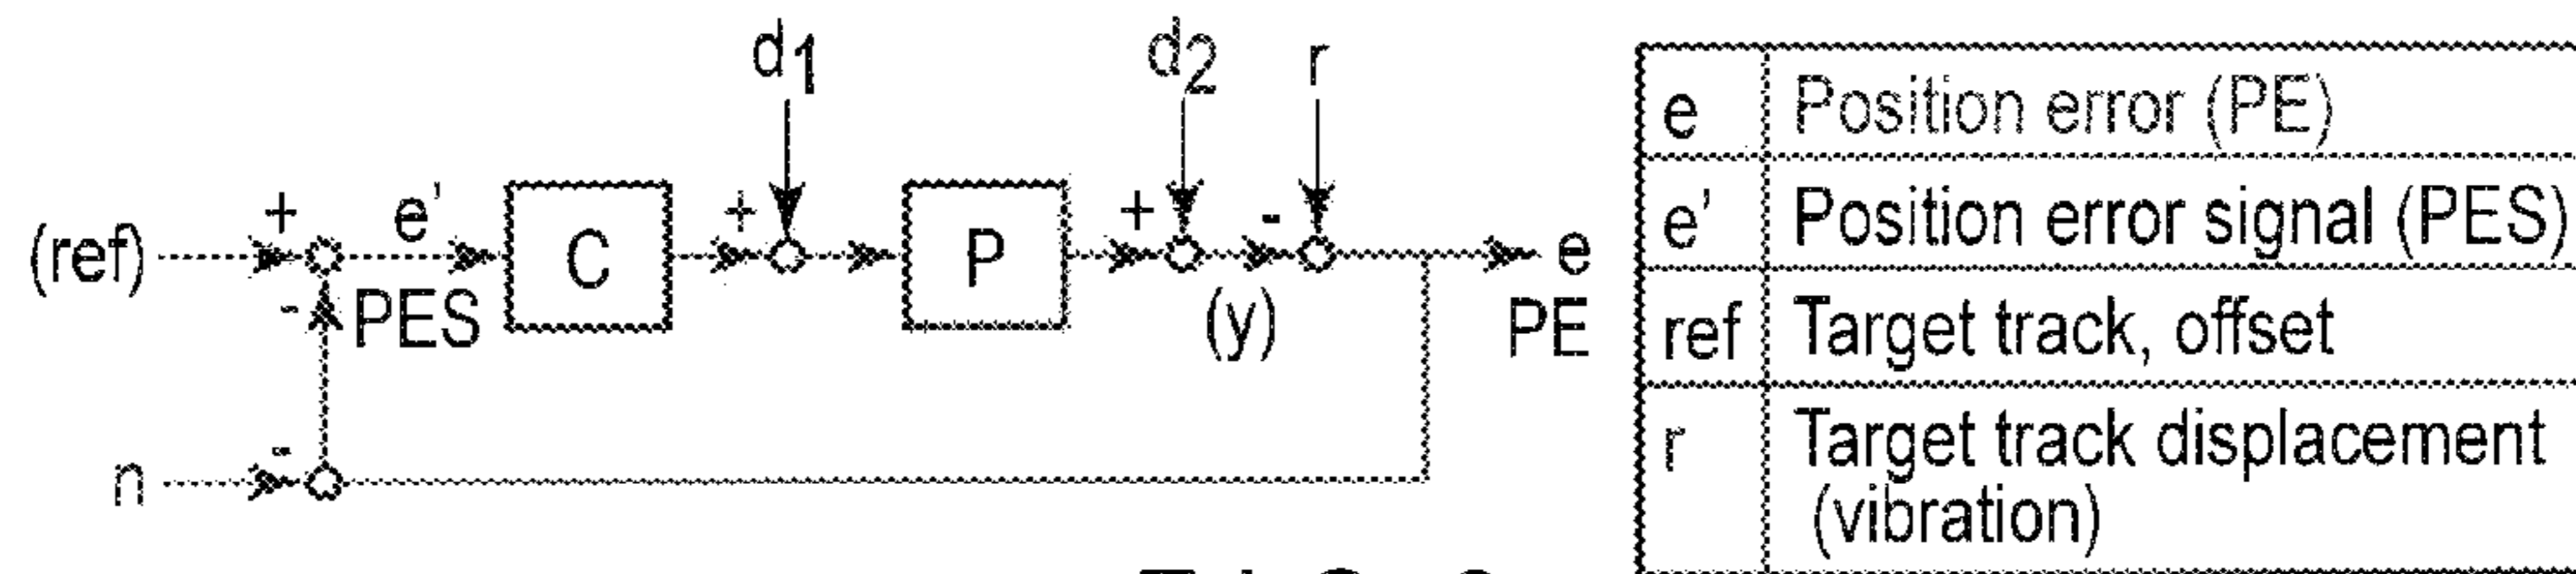 d1 d2 r
(ref) + e' C + P + - e
- PES (y) PE
n -
e Position error (PE)
e' Position error signal (PES)
ref Target track, offset
r Target track displacement
(vibration)